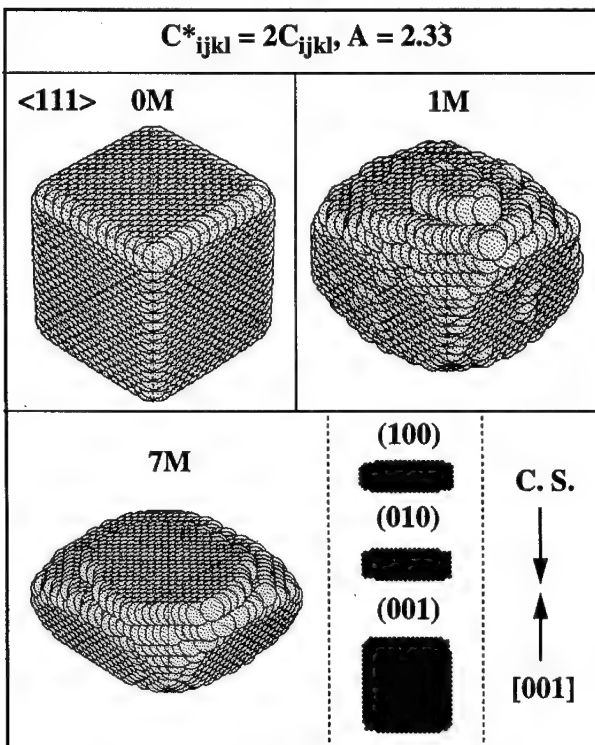 C*ijkl = 2Cijkl, A = 2.33
<111> 0M
1M
7M
(100)
(010)
(001)
C. S.
[001]